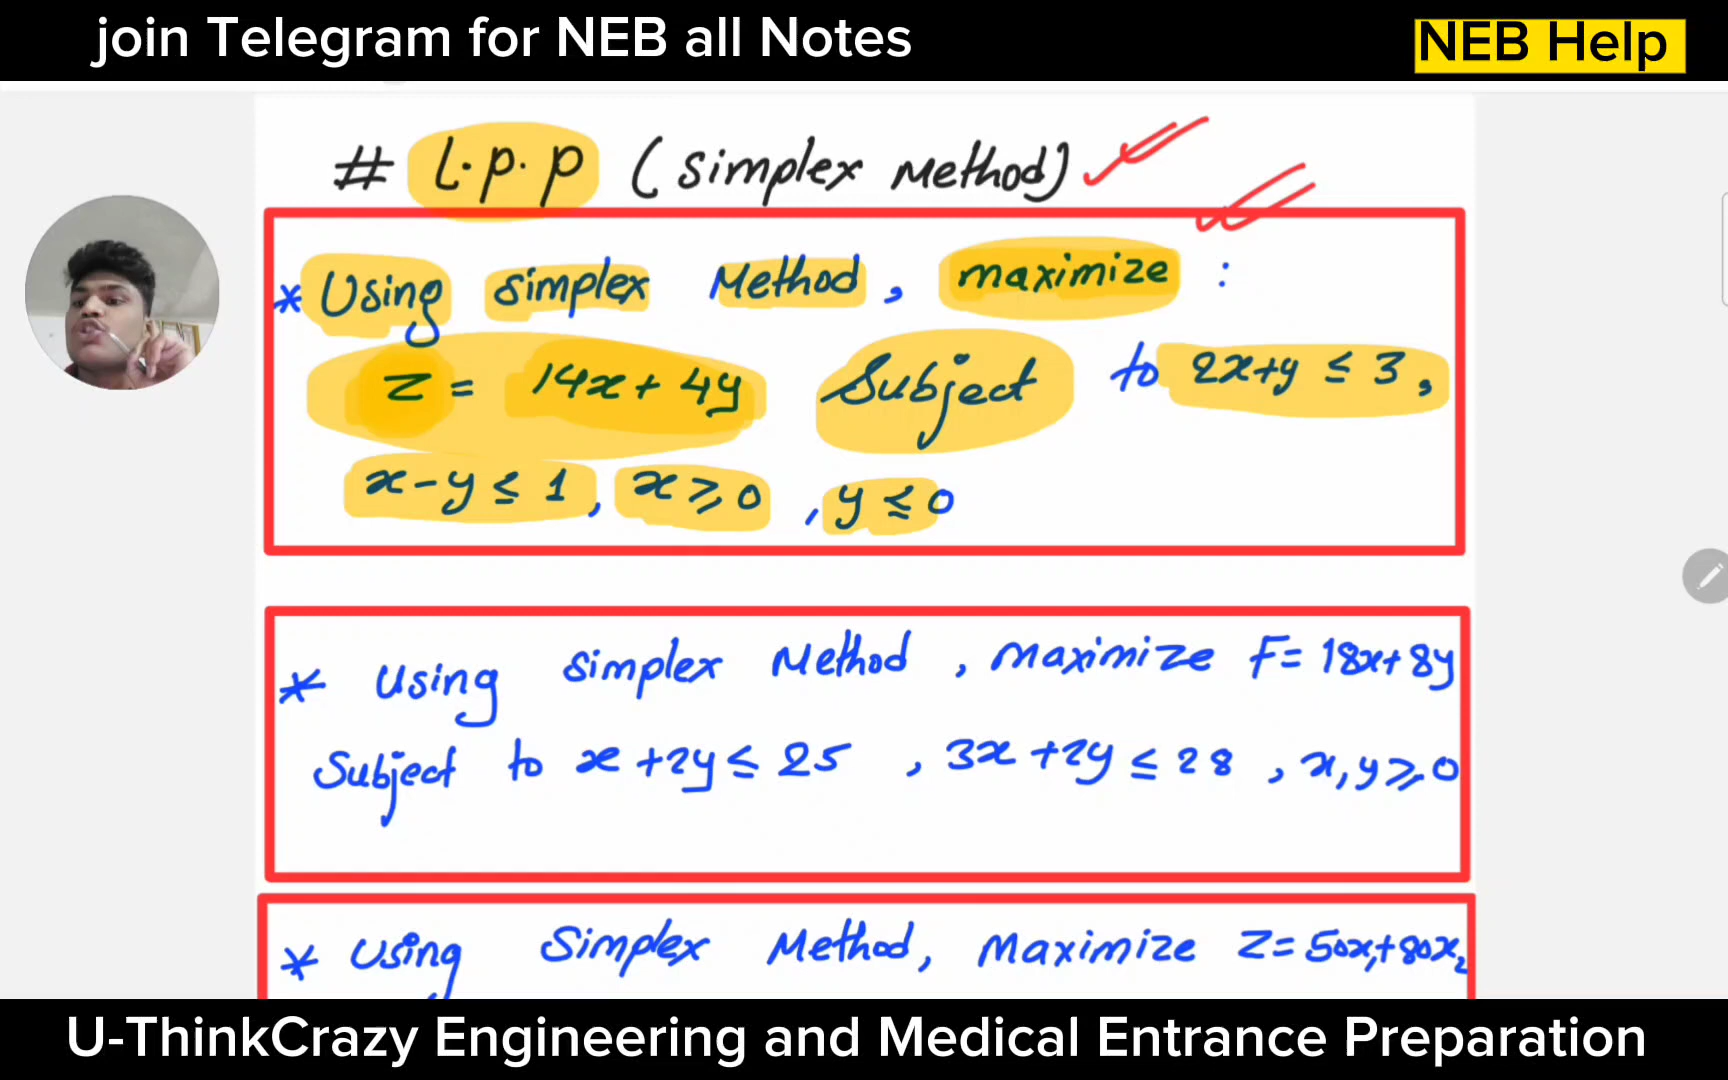 join Telegram for NEB all Notes
NEB Help
# L.P.P (Simplex Method)
* Using Simplex Method, maximize :
Z = 14x + 4y Subject to 2x+y ≤ 3,
x-y ≤ 1, x ≥ 0, y ≤ 0
* Using Simplex Method, Maximize F= 18x+8y
Subject to x+2y ≤ 25, 3x+2y ≤ 28, x,y ≥ 0
* Using Simplex Method, Maximize Z=50x₁+80x₂
U-ThinkCrazy Engineering and Medical Entrance Preparation